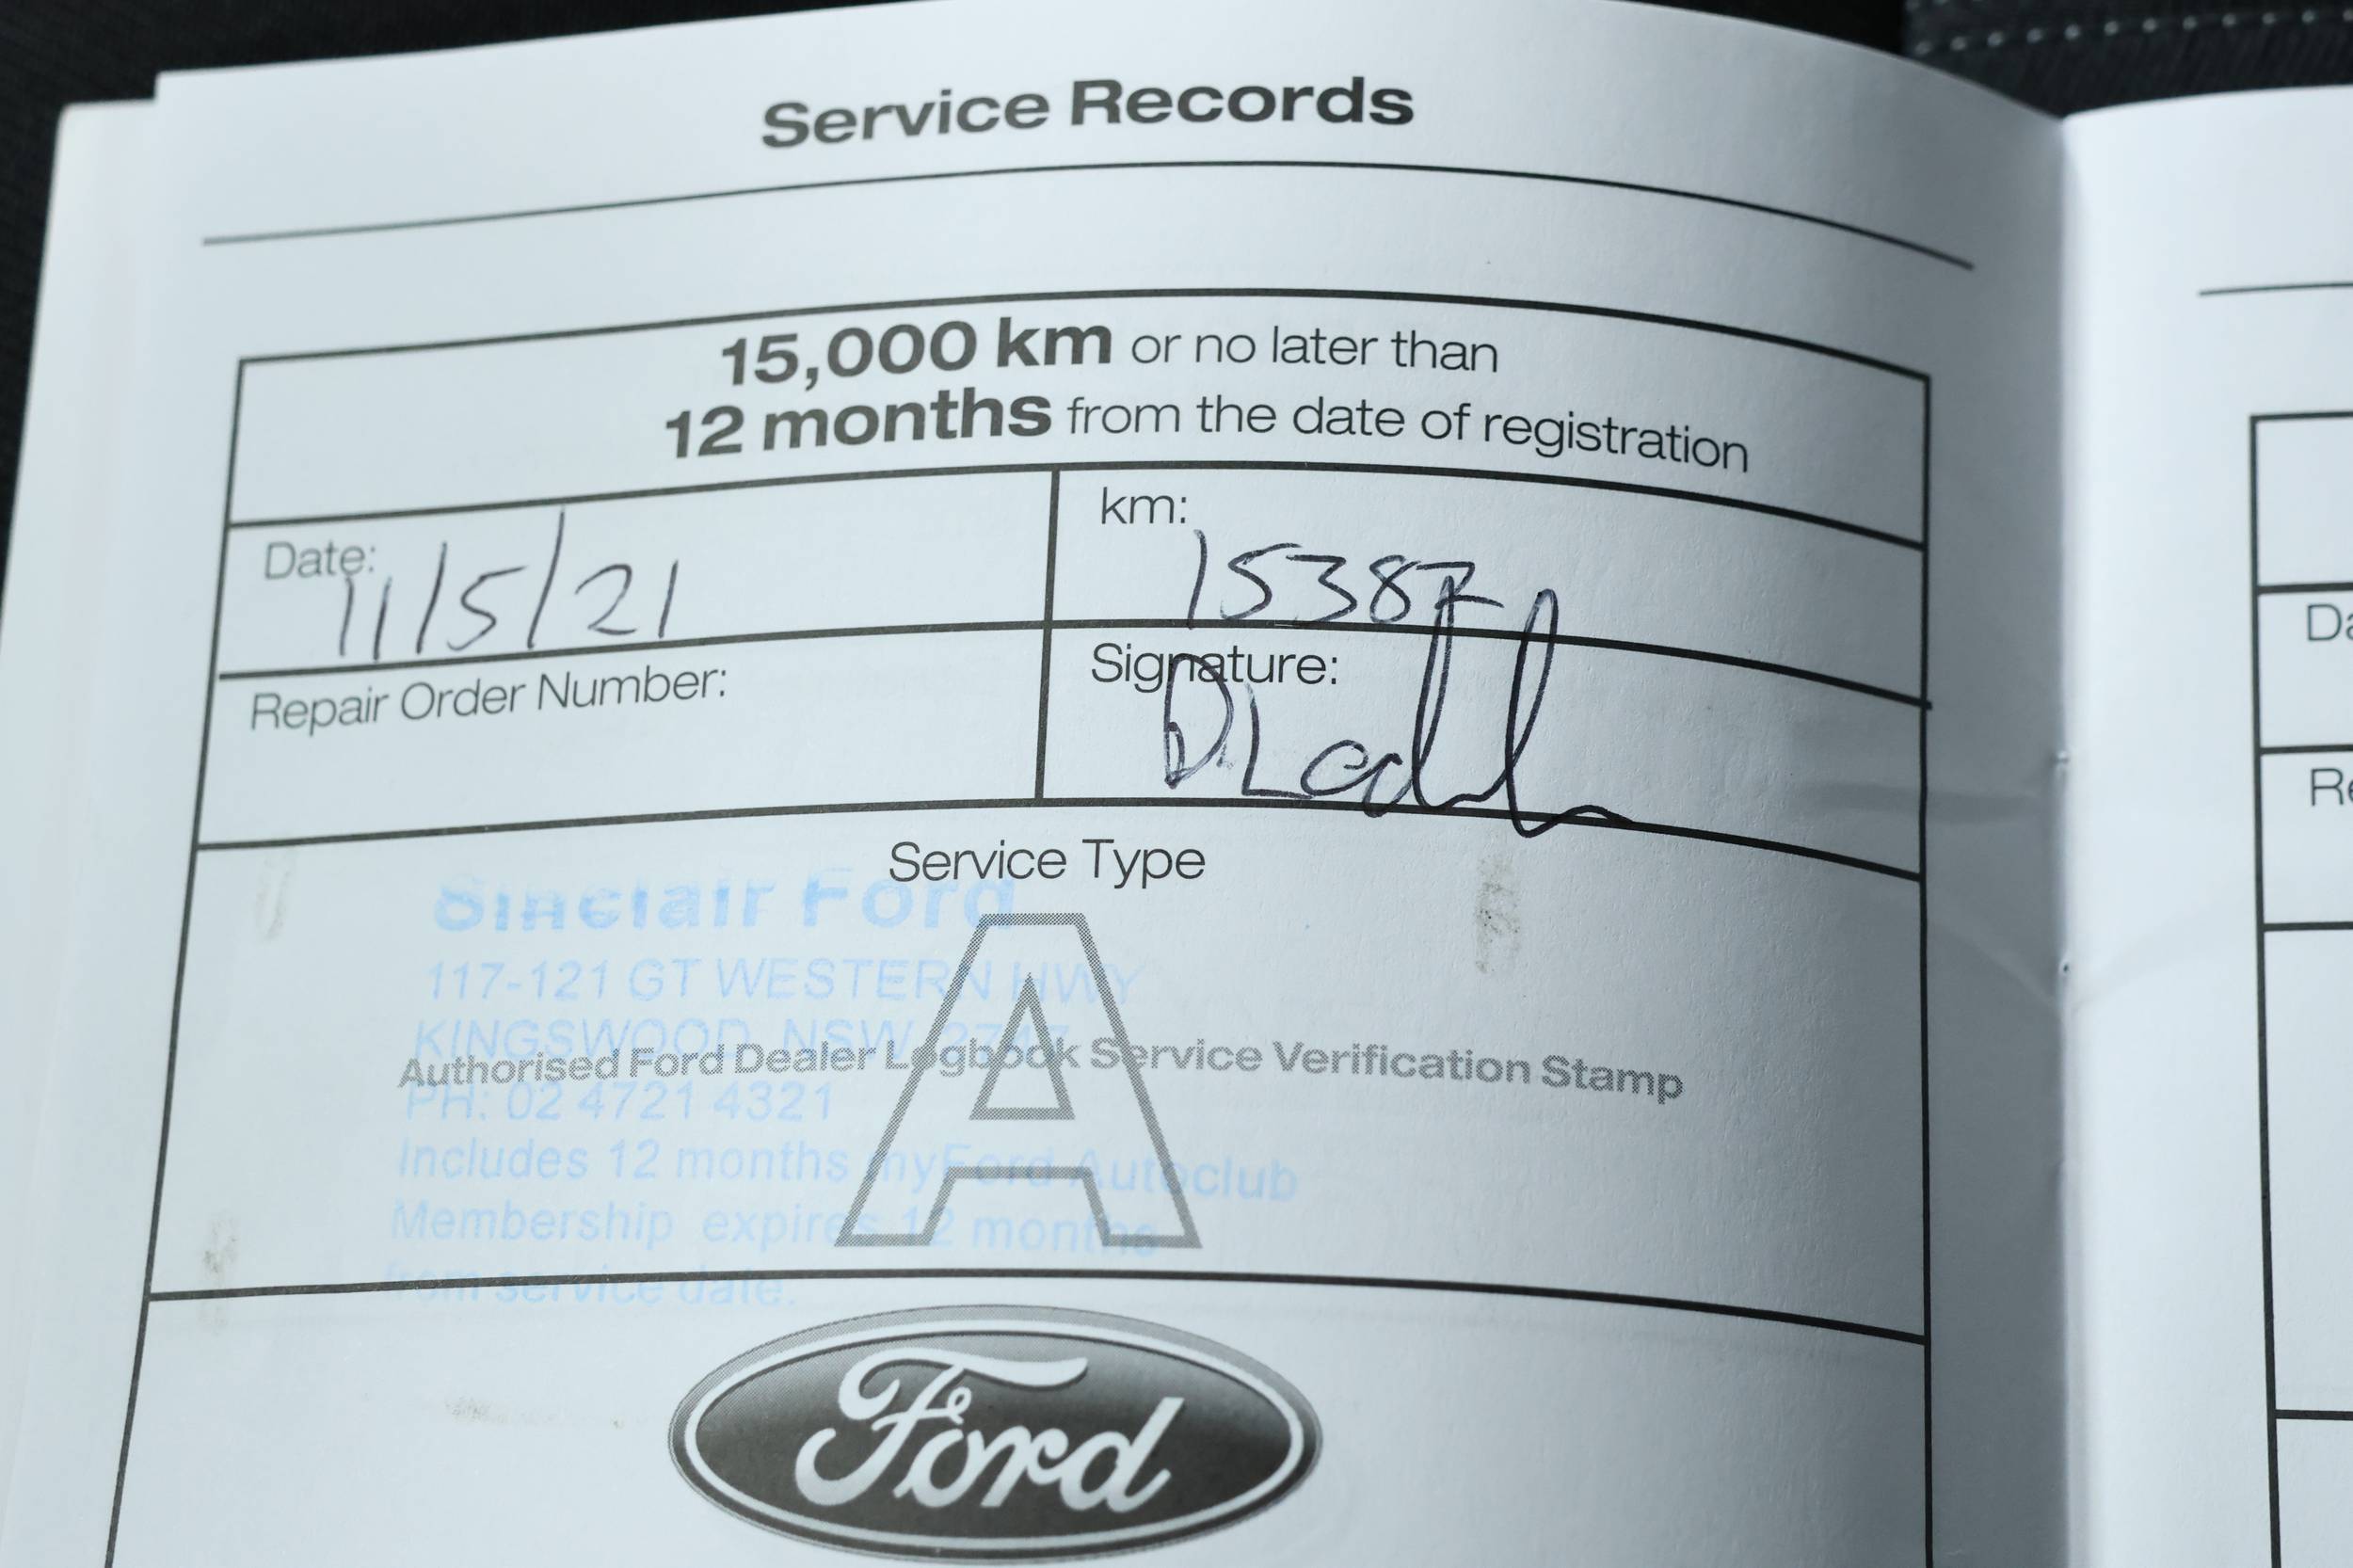 Service Records
15,000 km or no later than
12 months from the date of registration
Date: 11/5/21
km: 15387
Repair Order Number:
Signature:
Service Type
Sinclair Ford
A
117-121 GT WESTERN HWY
KINGSWOOD NSW 2747
Authorised Ford Dealer Logbook Service Verification Stamp
PH: 02 4721 4321
Includes 12 months myFord Autoclub
Membership expires 12 months
from service date.
Ford
Da
Re